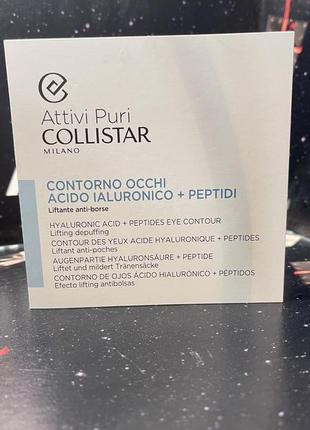 Attivi Puri
COLLISTAR
MILANO
CONTORNO OCCHI
ACIDO IALURONICO + PEPTIDI
Liftante anti-borse
HYALURONIC ACID + PEPTIDES EYE CONTOUR
Lifting depuffing
CONTOUR DES YEUX ACIDE HYALURONIQUE + PEPTIDES
Liftant anti-poches
AUGENPARTIE HYALURONSÄURE + PEPTIDE
Liftet und mildert Tränensäcke
CONTORNO DE OJOS ÁCIDO HIALURÓNICO + PÉPTIDOS
Efecto lifting antibolsas